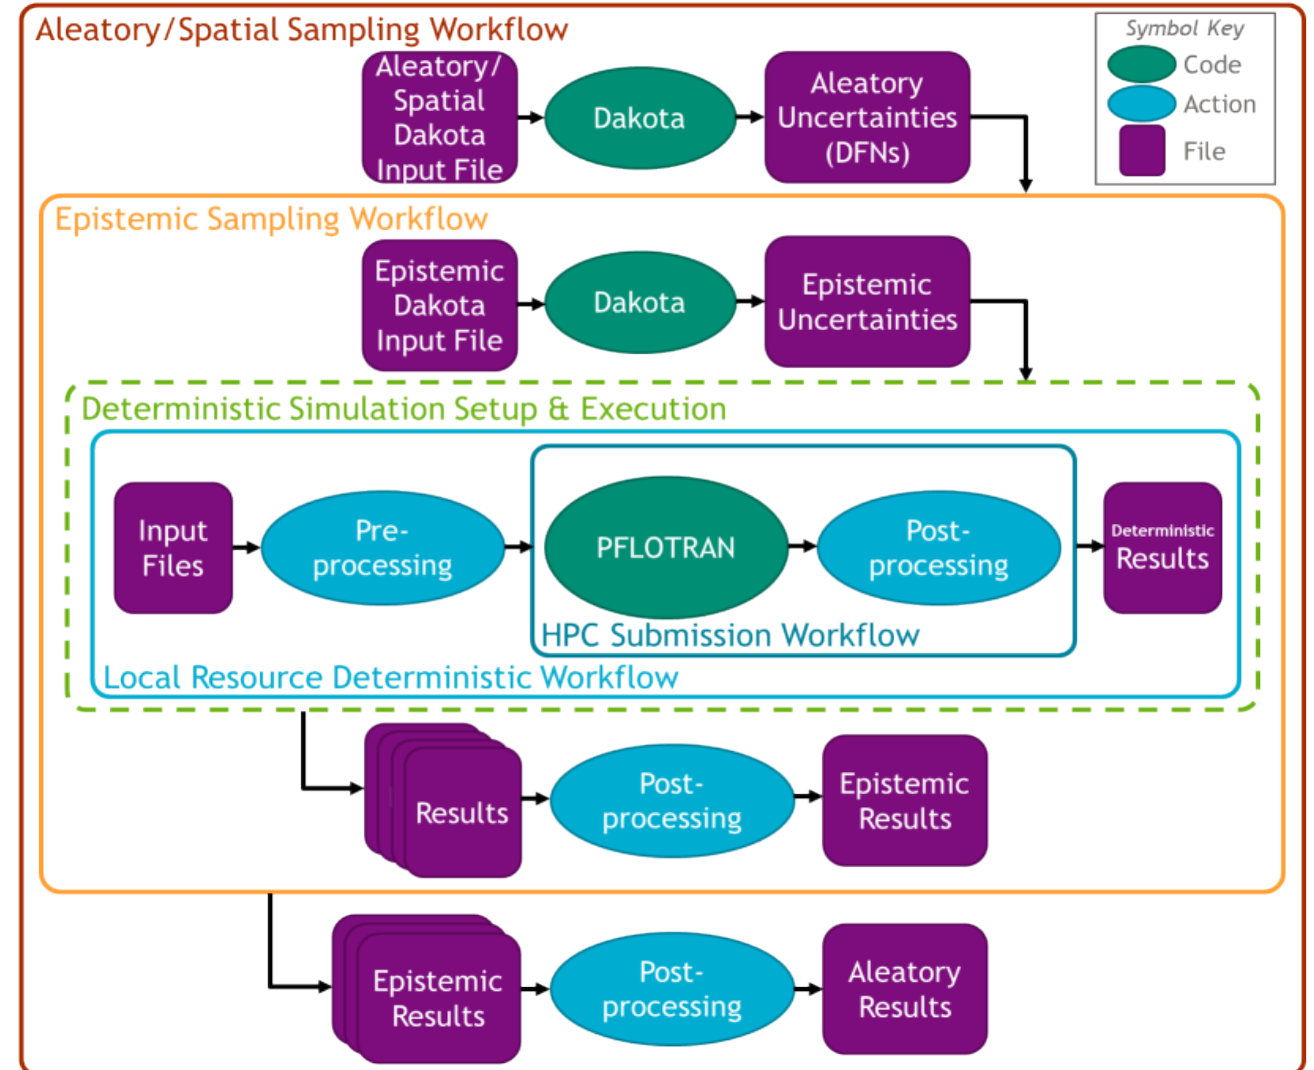 Aleatory/Spatial Sampling Workflow
Symbol Key
Code
Action
File
Aleatory/
Spatial
Dakota
Input File
Dakota
Aleatory
Uncertainties
(DFNs)
Epistemic Sampling Workflow
Epistemic
Dakota
Input File
Dakota
Epistemic
Uncertainties
Deterministic Simulation Setup & Execution
Input
Files
Pre-
processing
PFLOTRAN
Post-
processing
Deterministic
Results
HPC Submission Workflow
Local Resource Deterministic Workflow
Results
Post-
processing
Epistemic
Results
Epistemic
Results
Post-
processing
Aleatory
Results